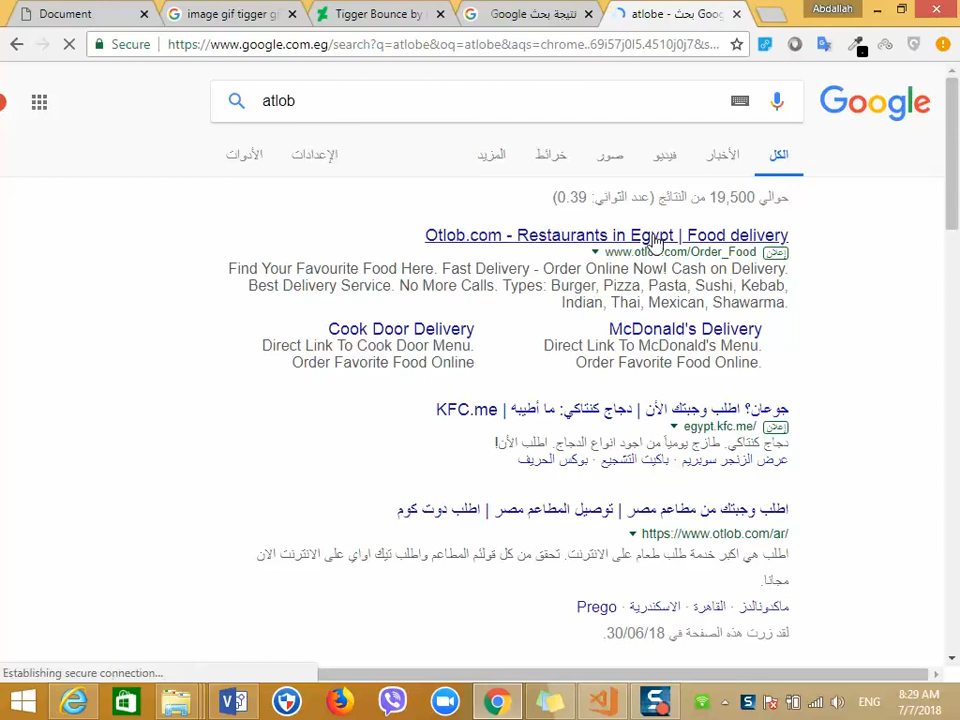 Document
image gif tigger gif
Tigger Bounce by
نتيجة بحث Google
atlobe - بحث Goog
Abdallah
Secure
https://www.google.com.eg/search?q=atlobe&oq=atlobe&aqs=chrome..69i57j0l5.4510j0j7&s...
atlob
Google
الكل
الأخبار
فيديو
صور
خرائط
المزيد
الإعدادات
الأدوات
حوالي 19,500 من النتائج (عدد الثواني: 0.39)
Otlob.com - Restaurants in Egypt | Food delivery
إعلان www.otlob.com/Order_Food
Find Your Favourite Food Here. Fast Delivery - Order Online Now! Cash on Delivery.
Best Delivery Service. No More Calls. Types: Burger, Pizza, Pasta, Sushi, Kebab,
Indian, Thai, Mexican, Shawarma.
Cook Door Delivery
Direct Link To Cook Door Menu.
Order Favorite Food Online
McDonald's Delivery
Direct Link To McDonald's Menu.
Order Favorite Food Online.
جوعان؟ اطلب وجبتك الأن | دجاج كنتاكي: ما أطيبه | KFC.me
إعلان egypt.kfc.me/
دجاج كنتاكي. طازج يومياً من اجود انواع الدجاج. اطلب الأن!
عرض الزنجر سوبريم · باكيت التشجيع · بوكس الحريف
اطلب وجبتك من مطاعم مصر | توصيل المطاعم مصر | اطلب دوت كوم
https://www.otlob.com/ar/
اطلب هي اكبر خدمة طلب طعام على الانترنت. تحقق من كل قوائم المطاعم واطلب تيك اواي على الانترنت الان
مجانا.
ماكدونالدز · القاهرة · الاسكندرية · Prego
لقد زرت هذه الصفحة في 30/06/18.
Establishing secure connection...
ENG
8:29 AM
7/7/2018